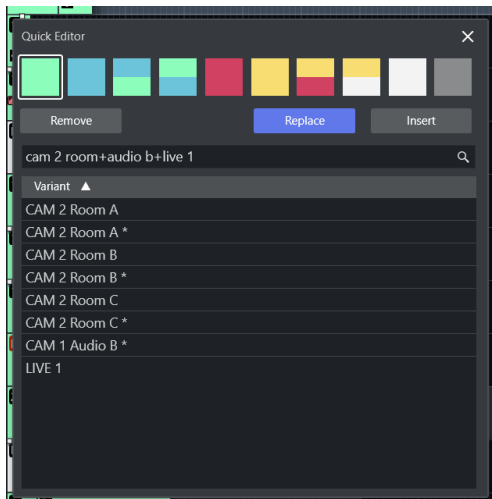 Quick Editor
Remove
Replace
Insert
cam 2 room+audio b+live 1
Variant ▲
CAM 2 Room A
CAM 2 Room A *
CAM 2 Room B
CAM 2 Room B *
CAM 2 Room C
CAM 2 Room C *
CAM 1 Audio B *
LIVE 1